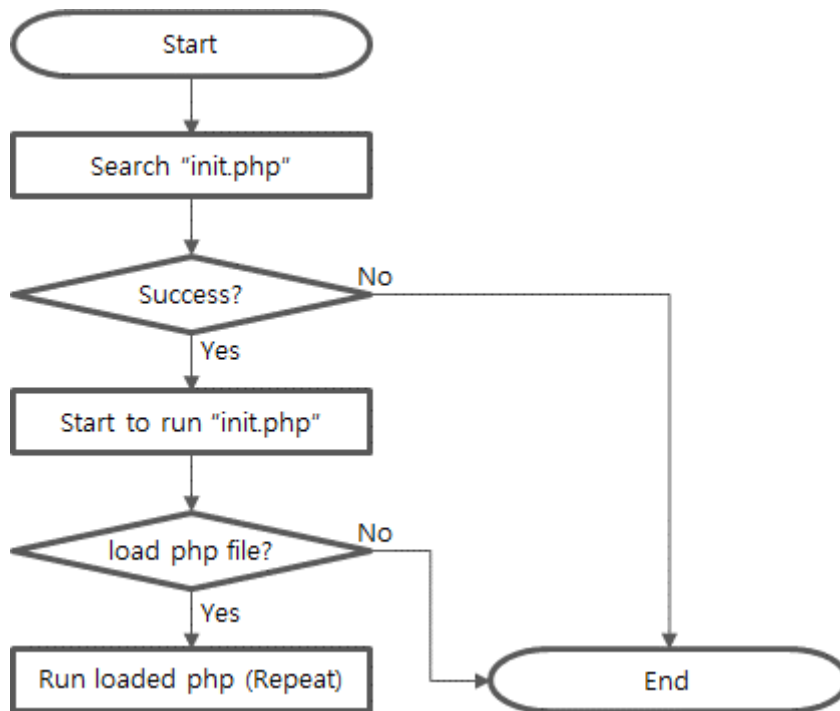 Start
Search "init.php"
Success?
No
Yes
Start to run "init.php"
load php file?
No
Yes
Run loaded php (Repeat)
End